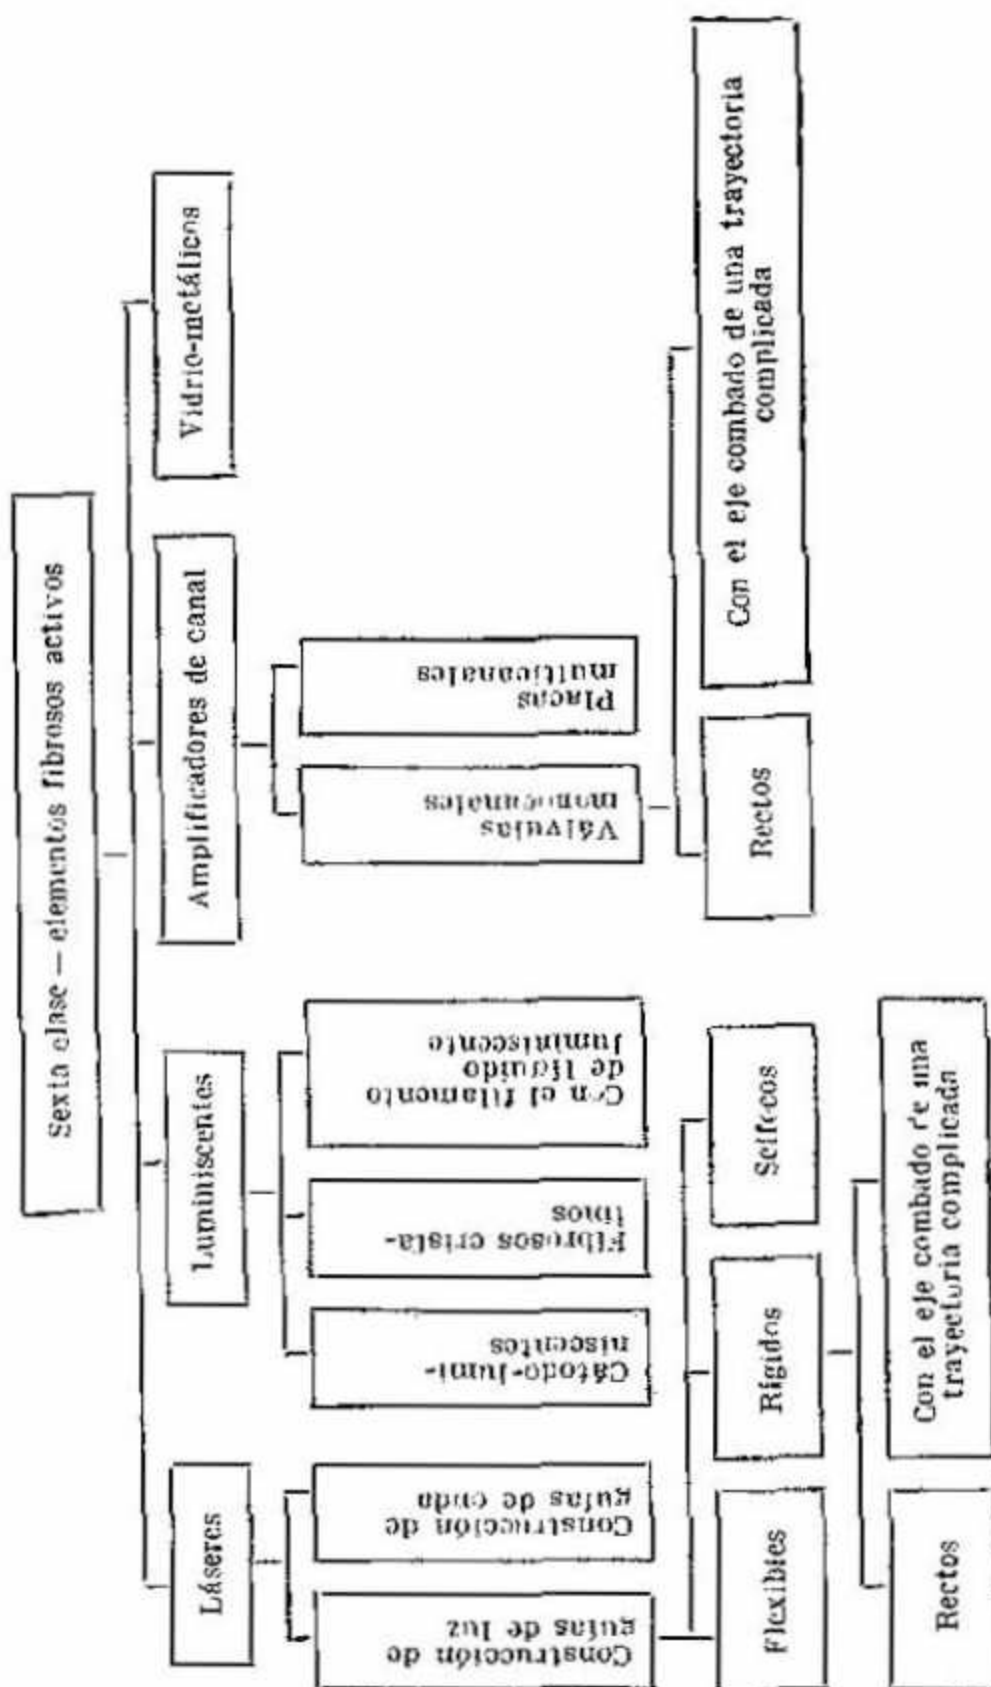 Sexta clase — elementos fibrosos activos
Láseres
Luminiscentes
Amplificadores de canal
Vidrio-metálicos
Construcción de
guías de luz
Construcción de
guías de onda
Cátodo-lumi-
niscentes
Fibrosos crista-
linos
Con el filamento
de líquido
luminiscente
Válvulas
monocanales
Placas
multicanales
Flexibles
Rígidos
Selfocos
Rectos
Con el eje combado de una trayectoria
complicada
Rectos
Con el eje combado de una
trayectoria complicada